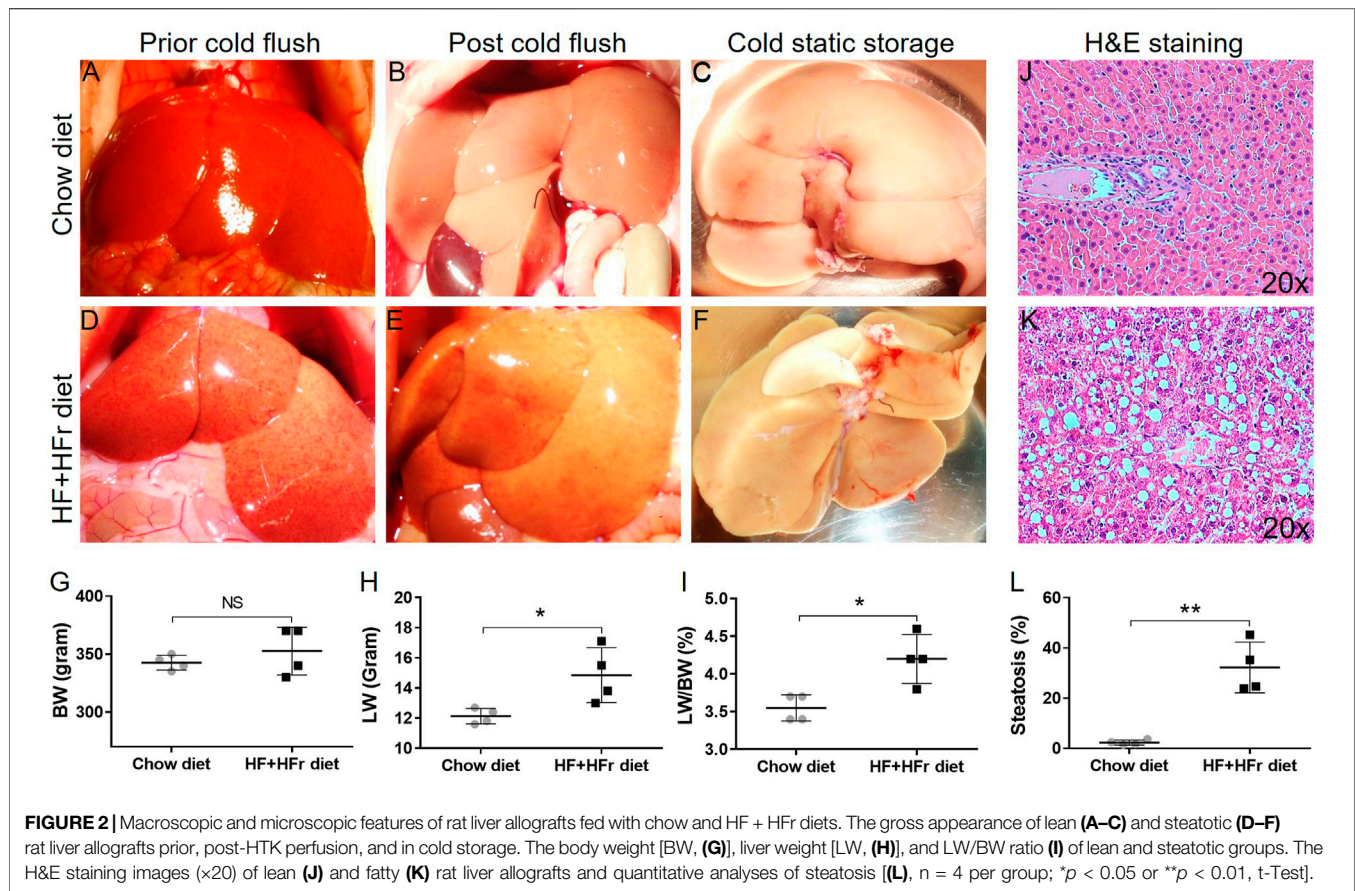 Prior cold flush
Post cold flush
Cold static storage
H&E staining
Chow diet
A
B
C
J
20x
HF+HFr diet
D
E
F
K
20x
G
BW (gram)
400
350
300
NS
Chow diet
HF+HFr diet
H
LW (Gram)
20
18
16
14
12
10
*
Chow diet
HF+HFr diet
I
LW/BW (%)
5.0
4.5
4.0
3.5
3.0
*
Chow diet
HF+HFr diet
L
Steatosis (%)
60
40
20
0
**
Chow diet
HF+HFr diet
FIGURE 2 | Macroscopic and microscopic features of rat liver allografts fed with chow and HF + HFr diets. The gross appearance of lean (A–C) and steatotic (D–F)
rat liver allografts prior, post-HTK perfusion, and in cold storage. The body weight [BW, (G)], liver weight [LW, (H)], and LW/BW ratio (I) of lean and steatotic groups. The
H&E staining images (×20) of lean (J) and fatty (K) rat liver allografts and quantitative analyses of steatosis [(L), n = 4 per group; *p < 0.05 or **p < 0.01, t-Test].